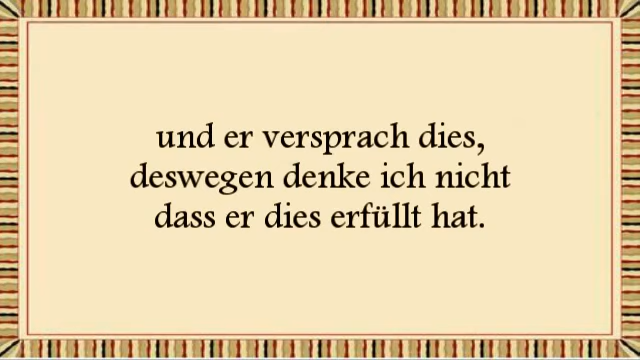 und er versprach dies,
deswegen denke ich nicht
dass er dies erfüllt hat.